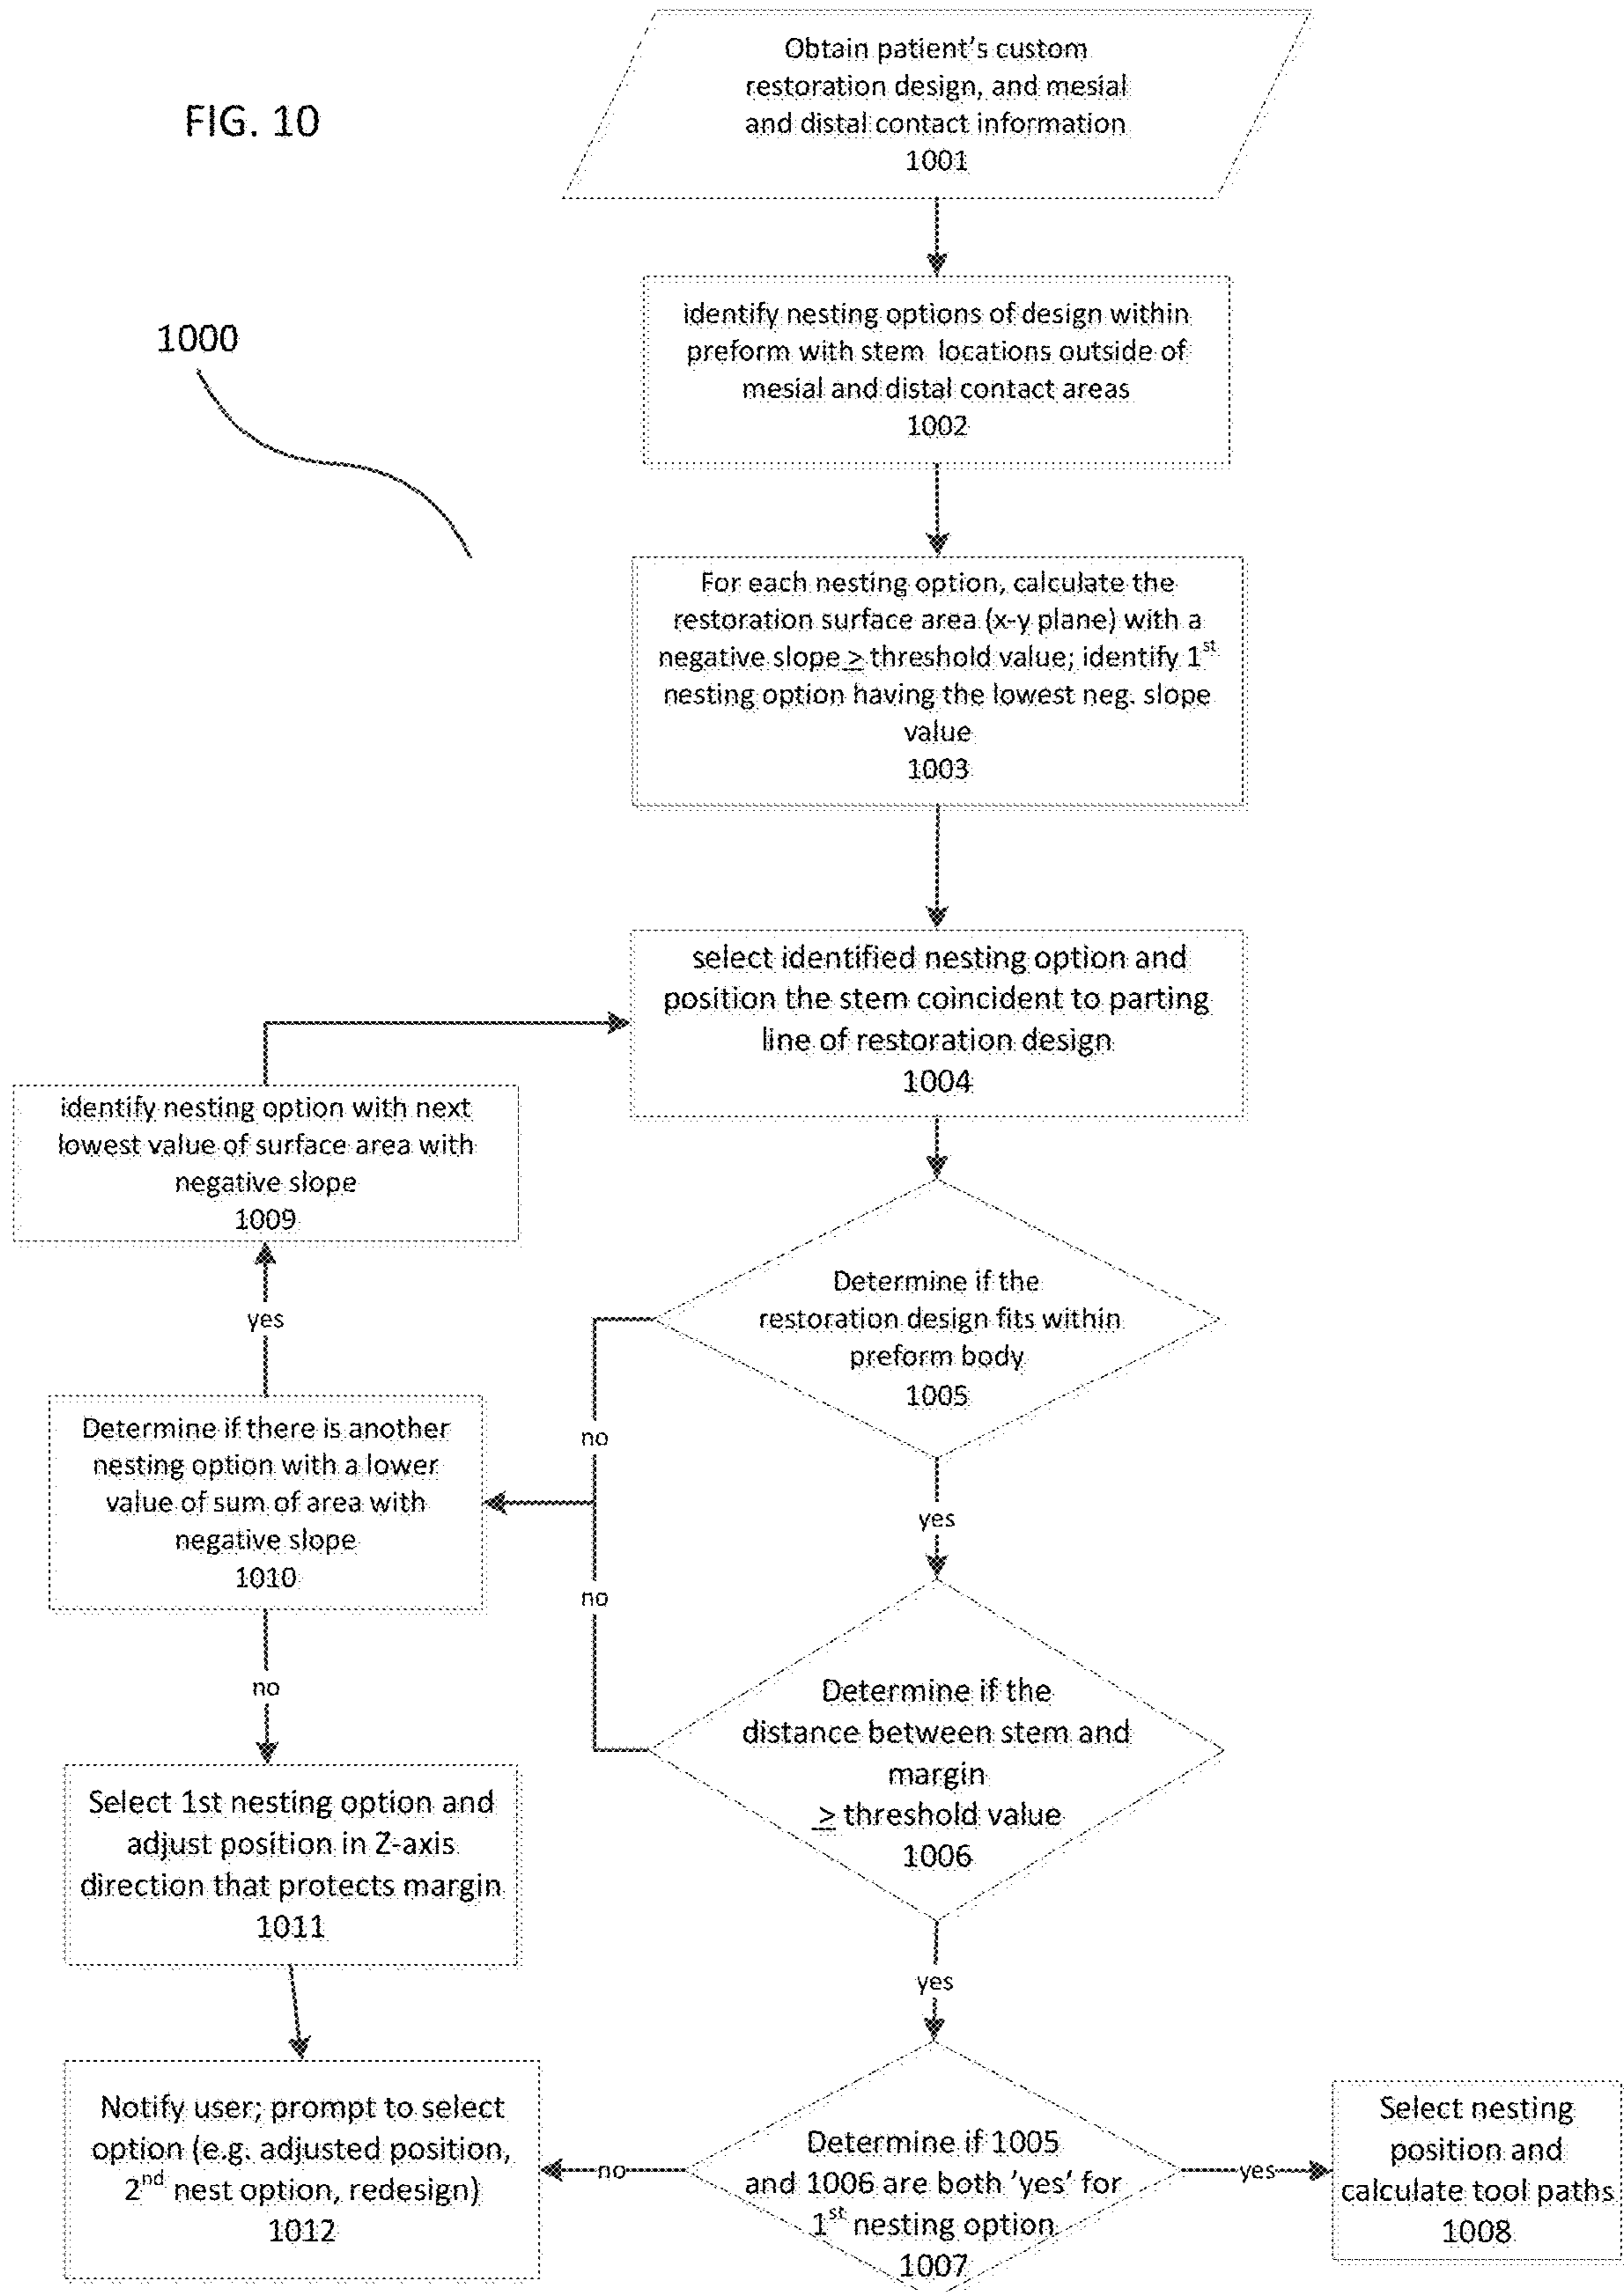 FIG. 10
1000
Obtain patient's custom
restoration design, and mesial
and distal contact information
1001
identify nesting options of design within
preform with stem locations outside of
mesial and distal contact areas
1002
For each nesting option, calculate the
restoration surface area (x-y plane) with a
negative slope ≥ threshold value; identify 1st
nesting option having the lowest neg. slope
value
1003
select identified nesting option and
position the stem coincident to parting
line of restoration design
1004
identify nesting option with next
lowest value of surface area with
negative slope
1009
yes
Determine if the
restoration design fits within
preform body
1005
no
yes
Determine if there is another
nesting option with a lower
value of sum of area with
negative slope
1010
no
no
Determine if the
distance between stem and
margin
≥ threshold value
1006
yes
Select 1st nesting option and
adjust position in Z-axis
direction that protects margin
1011
Notify user; prompt to select
option (e.g. adjusted position,
2nd nest option, redesign)
1012
no
Determine if 1005
and 1006 are both 'yes' for
1st nesting option
1007
yes
Select nesting
position and
calculate tool paths
1008